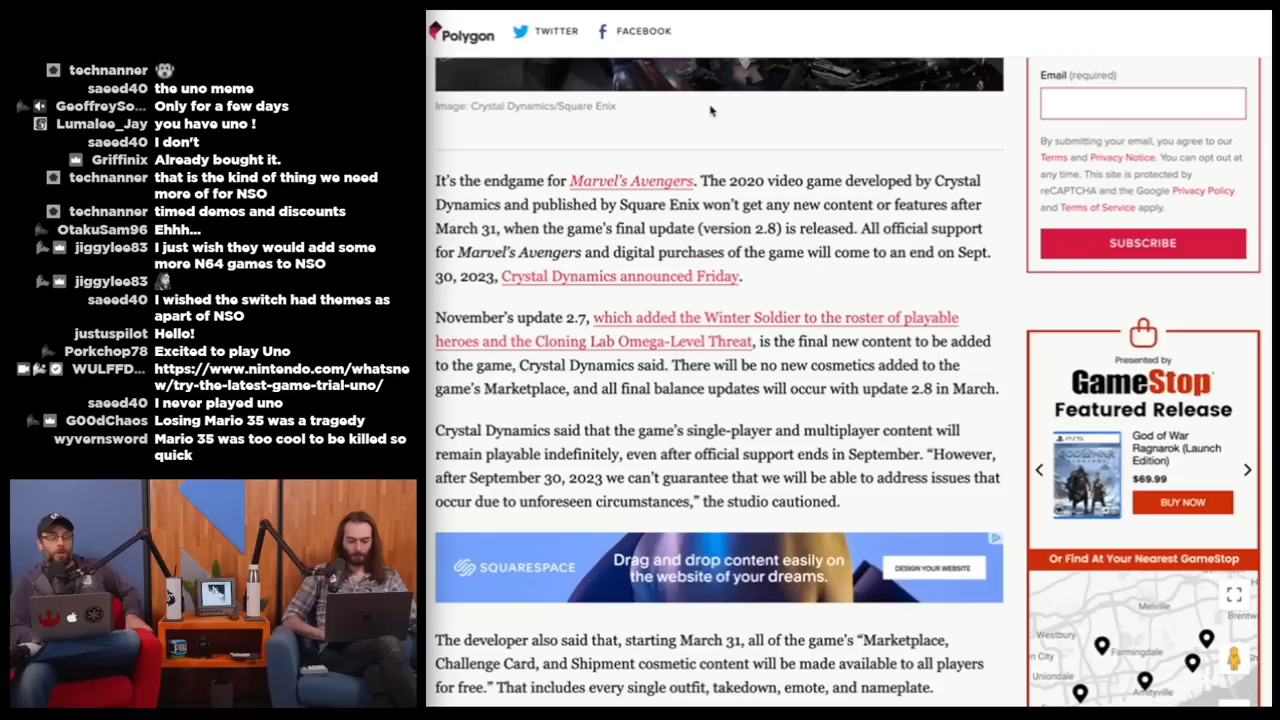 technanner
saeed40 the uno meme
GeoffreySo... Only for a few days
Lumalee_Jay you have uno !
saeed40 I don't
Griffinix Already bought it.
technanner that is the kind of thing we need
more of for NSO
technanner timed demos and discounts
OtakuSam96 Ehhh...
jiggylee83 I just wish they would add some
more N64 games to NSO
jiggylee83
saeed40 I wished the switch had themes as
apart of NSO
justuspilot Hello!
Porkchop78 Excited to play Uno
WULFFD... https://www.nintendo.com/whatsne
w/try-the-latest-game-trial-uno/
saeed40 I never played uno
G00dChaos Losing Mario 35 was a tragedy
wyvernsword Mario 35 was too cool to be killed so
quick
Polygon TWITTER FACEBOOK
Image: Crystal Dynamics/Square Enix
It's the endgame for Marvel's Avengers. The 2020 video game developed by Crystal
Dynamics and published by Square Enix won't get any new content or features after
March 31, when the game's final update (version 2.8) is released. All official support
for Marvel's Avengers and digital purchases of the game will come to an end on Sept.
30, 2023, Crystal Dynamics announced Friday.
November's update 2.7, which added the Winter Soldier to the roster of playable
heroes and the Cloning Lab Omega-Level Threat, is the final new content to be added
to the game, Crystal Dynamics said. There will be no new cosmetics added to the
game's Marketplace, and all final balance updates will occur with update 2.8 in March.
Crystal Dynamics said that the game's single-player and multiplayer content will
remain playable indefinitely, even after official support ends in September. “However,
after September 30, 2023 we can't guarantee that we will be able to address issues that
occur due to unforeseen circumstances,” the studio cautioned.
SQUARESPACE
Drag and drop content easily on
the website of your dreams.
DESIGN YOUR WEBSITE
The developer also said that, starting March 31, all of the game's “Marketplace,
Challenge Card, and Shipment cosmetic content will be made available to all players
for free.” That includes every single outfit, takedown, emote, and nameplate.
Email (required)
By submitting your email, you agree to our
Terms and Privacy Notice. You can opt out at
any time. This site is protected by
reCAPTCHA and the Google Privacy Policy
and Terms of Service apply.
SUBSCRIBE
Presented by
GameStop
Featured Release
God of War
Ragnarok (Launch
Edition)
$69.99
BUY NOW
Or Find At Your Nearest GameStop
Melville
Brentw
Westbury
Farmingdale
en City
Uniondale
Amityville